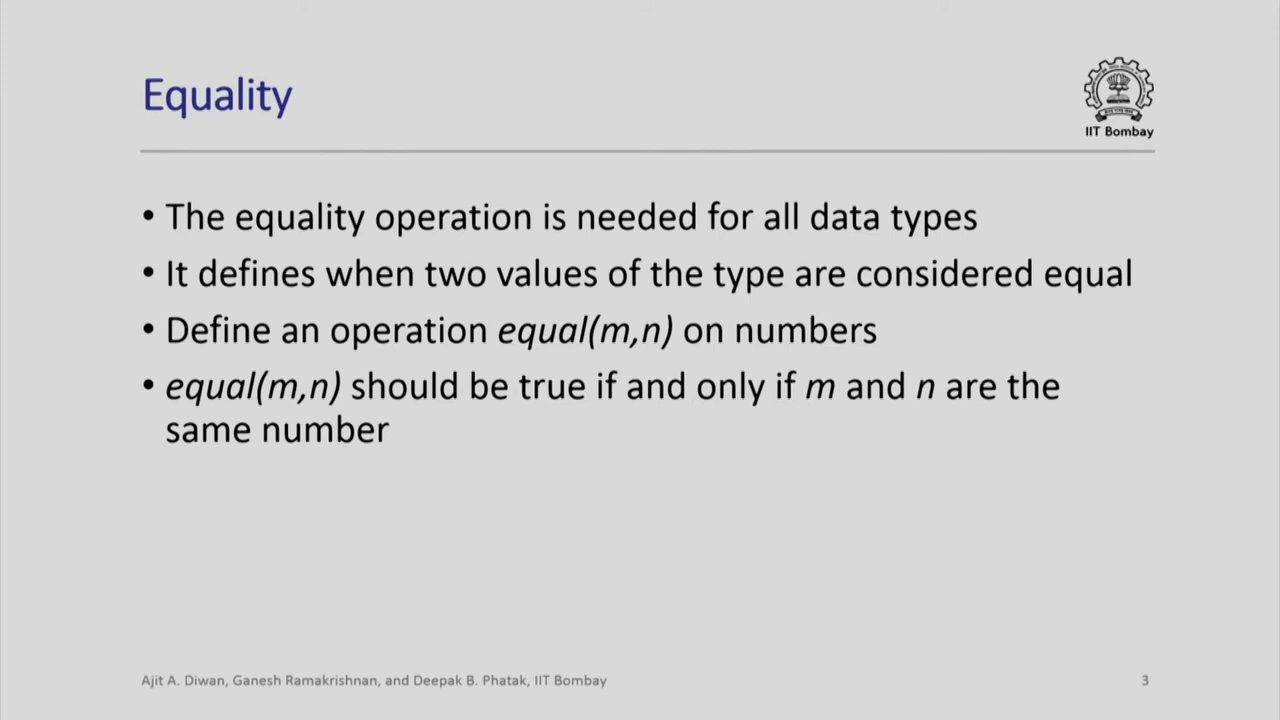 Equality
IIT Bombay
• The equality operation is needed for all data types
• It defines when two values of the type are considered equal
• Define an operation equal(m,n) on numbers
• equal(m,n) should be true if and only if m and n are the
same number
Ajit A. Diwan, Ganesh Ramakrishnan, and Deepak B. Phatak, IIT Bombay
3